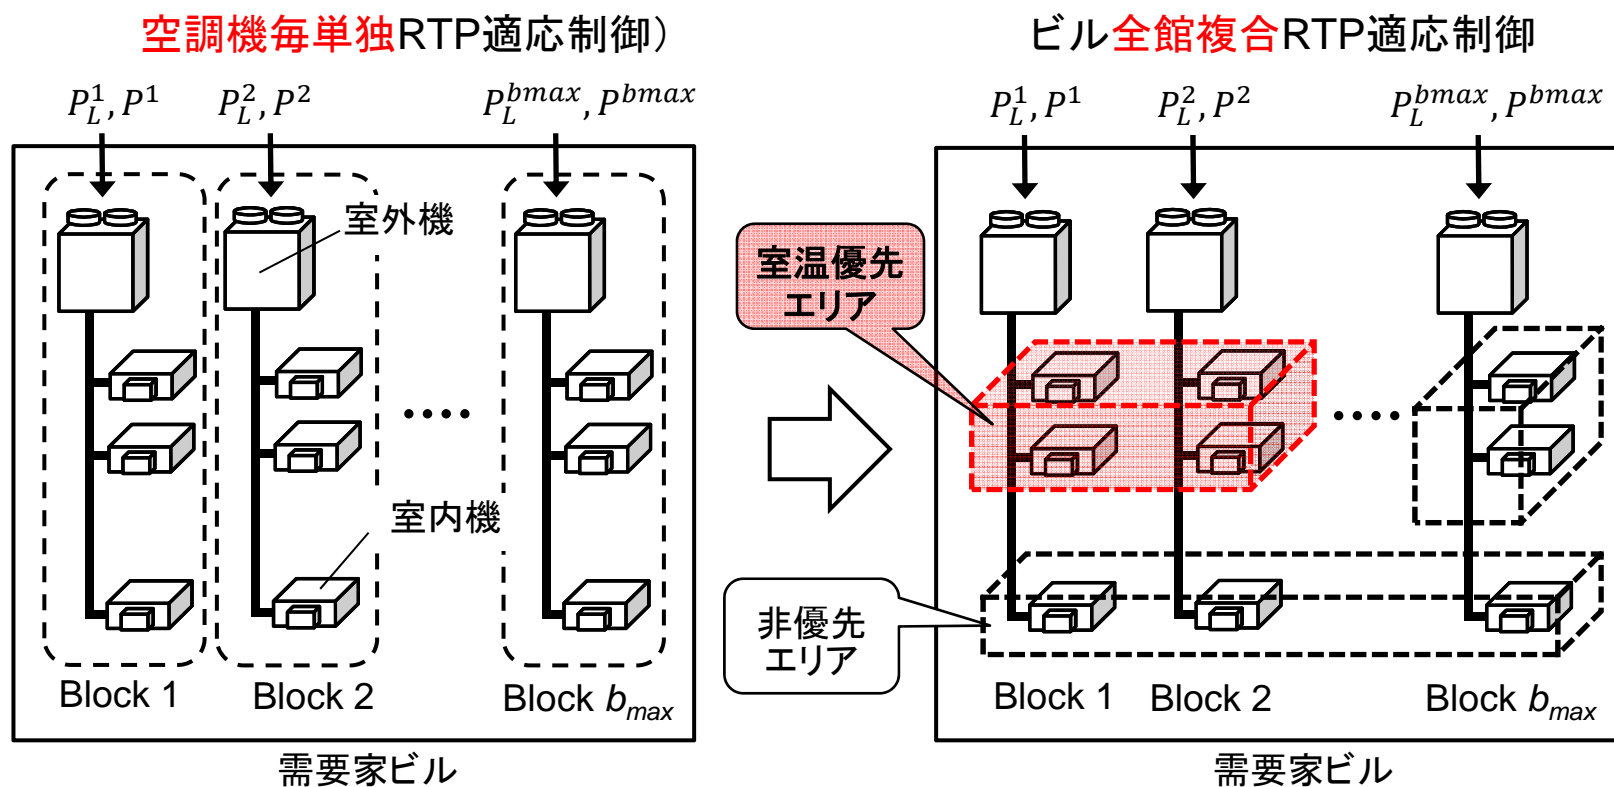 空調機毎単独RTP適応制御）
P_L^1, P^1
P_L^2, P^2
P_L^{bmax}, P^{bmax}
室外機
室内機
Block 1
Block 2
Block b_{max}
需要家ビル
ビル全館複合RTP適応制御
P_L^1, P^1
P_L^2, P^2
P_L^{bmax}, P^{bmax}
室温優先
エリア
非優先
エリア
Block 1
Block 2
Block b_{max}
需要家ビル